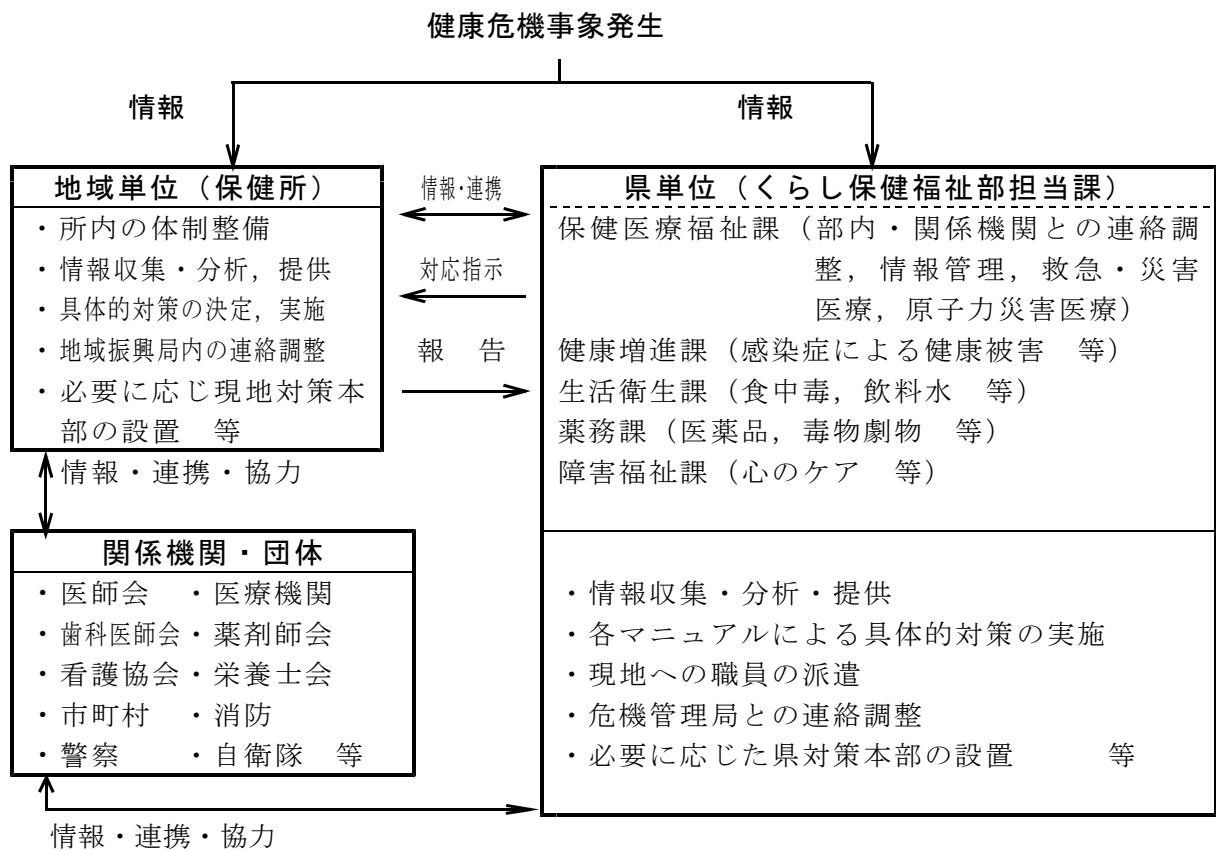 健康危機事象発生
情報
情報
地域単位（保健所）
・所内の体制整備
・情報収集・分析，提供
・具体的対策の決定，実施
・地域振興局内の連絡調整
・必要に応じ現地対策本
部の設置　等
情報・連携
対応指示
報　告
県単位（くらし保健福祉部担当課）
保健医療福祉課（部内・関係機関との連絡調
整，情報管理，救急・災害
医療，原子力災害医療）
健康増進課（感染症による健康被害　等）
生活衛生課（食中毒，飲料水　等）
薬務課（医薬品，毒物劇物　等）
障害福祉課（心のケア　等）
情報・連携・協力
関係機関・団体
・医師会　・医療機関
・歯科医師会・薬剤師会
・看護協会・栄養士会
・市町村　・消防
・警察　　・自衛隊　等
・情報収集・分析・提供
・各マニュアルによる具体的対策の実施
・現地への職員の派遣
・危機管理局との連絡調整
・必要に応じた県対策本部の設置　　　等
情報・連携・協力